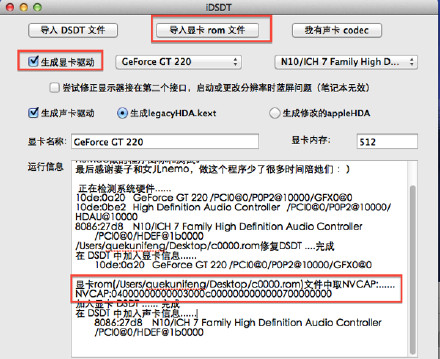 iDSDT
导入 DSDT 文件
导入显卡 rom 文件
我有声卡 codec
生成显卡驱动
GeForce GT 220
N10/ICH 7 Family High D...
尝试修正显示器接在第二个接口，启动或改分辨率时蓝屏问题（笔记本无效）
生成声卡驱动
生成legacyHDA.kext
生成修改的appleHDA
显卡名称:
GeForce GT 220
显卡内存:
512
运行信息
最后感谢妻子和女儿nemo，做这个程序少了很多时间陪她们：）
正在检测系统硬件......
10de:0a20 GeForce GT 220 /PCI0@0/P0P2@10000/GFX0@0
10de:0be2 High Definition Audio Controller /PCI0@0/P0P2@10000/
HDAU@10000
8086:27d8 N10/ICH 7 Family High Definition Audio Controller
/PCI0@0/HDEF@1b0000
/Users/quekunifeng/Desktop/c0000.rom修复DSDT ....完成
在 DSDT 中加入显卡信息......
10de:0a20 GeForce GT 220 /PCI0@0/P0P2@10000/GFX0@0
显卡rom(/Users/quekunifeng/Desktop/c0000.rom)文件中取NVCAP:......
NVCAP:04000000000003000c00000000000000700000000
加入显卡 DSDT ...... 完成
在 DSDT 中加入声卡信息......
8086:27d8 N10/ICH 7 Family High Definition Audio Controller
/PCI0@0/HDEF@1b0000